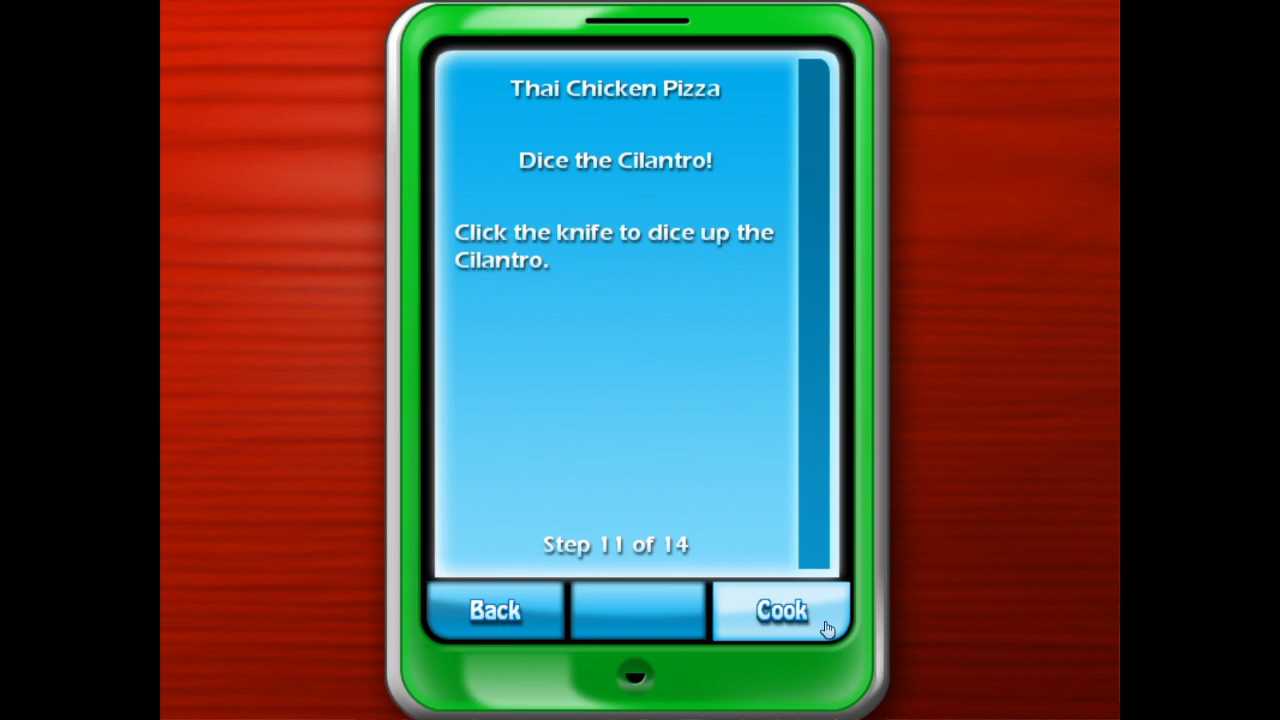 Thai Chicken Pizza
Dice the Cilantro!
Click the knife to dice up the
Cilantro.
Step 11 of 14
Back
Cook